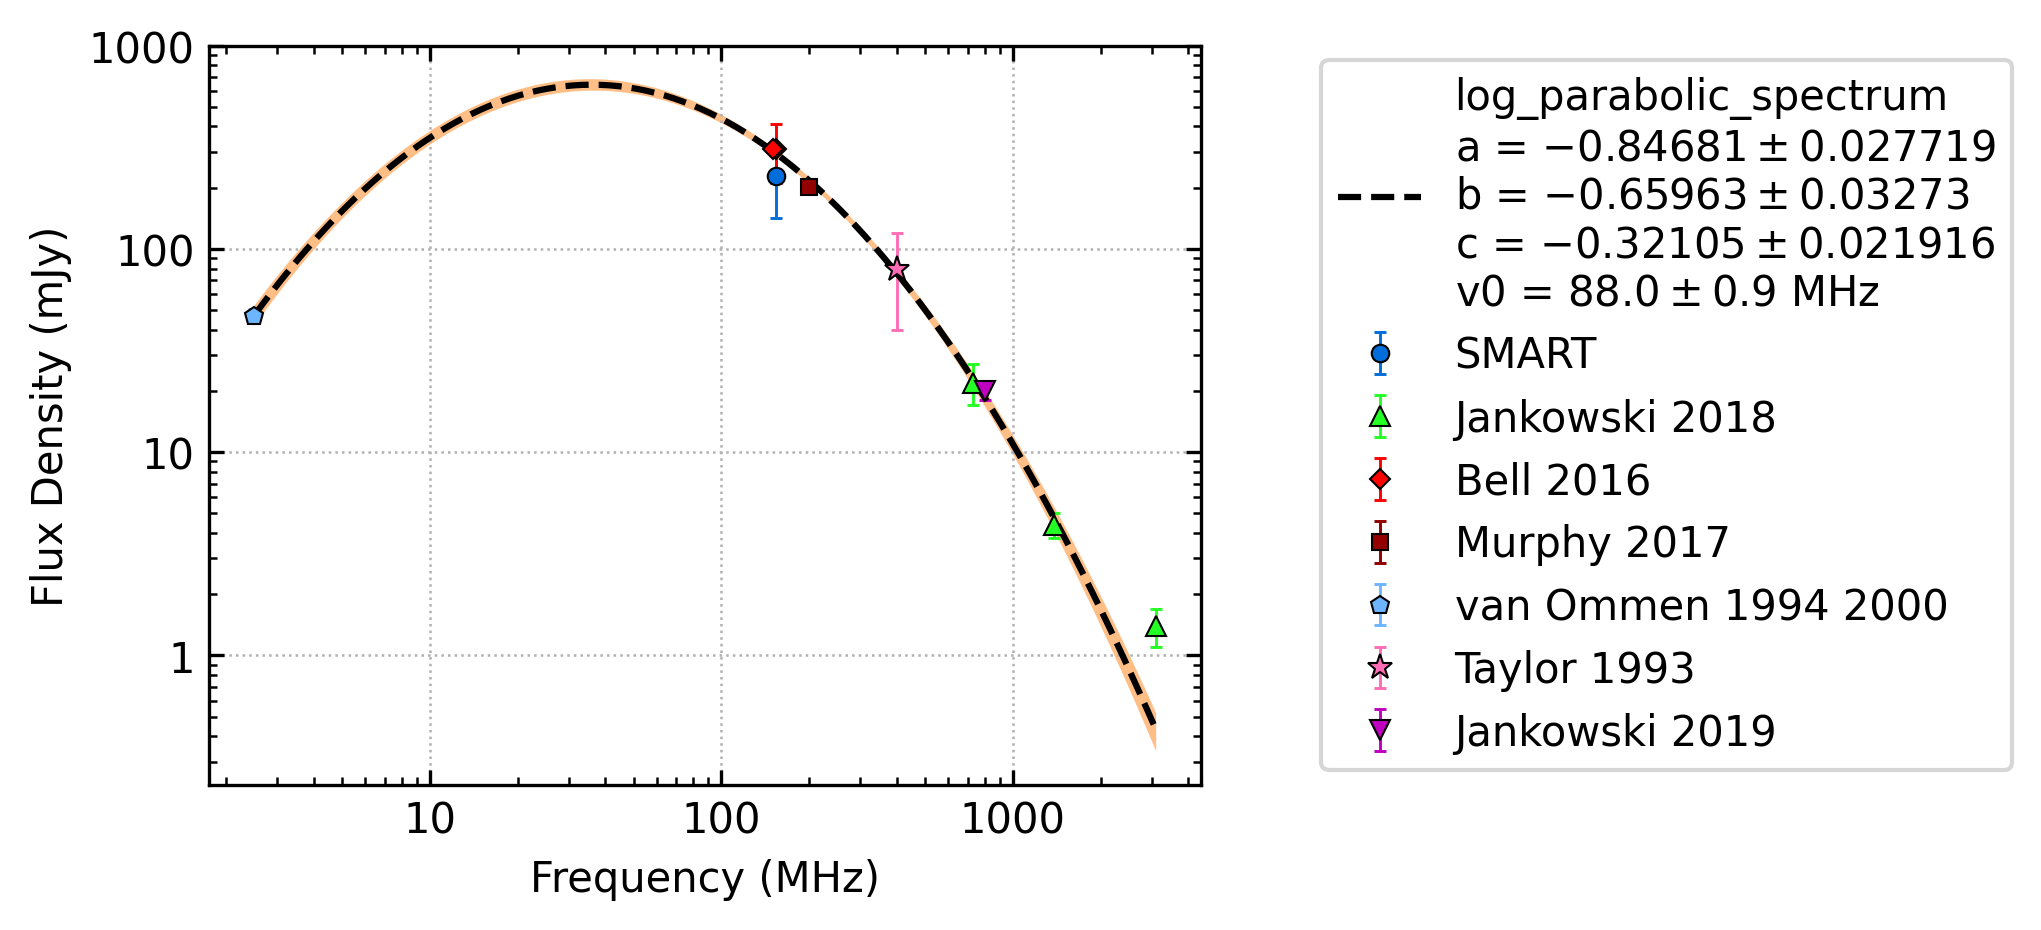 1000
100
10
1
Flux Density (mJy)
10 100 1000
Frequency (MHz)
log_parabolic_spectrum
a = −0.84681 ± 0.027719
b = −0.65963 ± 0.03273
c = −0.32105 ± 0.021916
v0 = 88.0 ± 0.9 MHz
SMART
Jankowski 2018
Bell 2016
Murphy 2017
van Ommen 1994 2000
Taylor 1993
Jankowski 2019